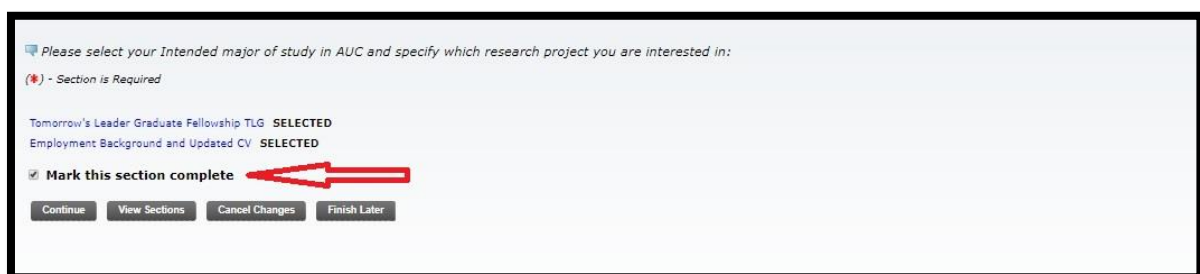 Please select your Intended major of study in AUC and specify which research project you are interested in:
(*) - Section is Required
Tomorrow's Leader Graduate Fellowship TLG SELECTED
Employment Background and Updated CV SELECTED
Mark this section complete
Continue View Sections Cancel Changes Finish Later